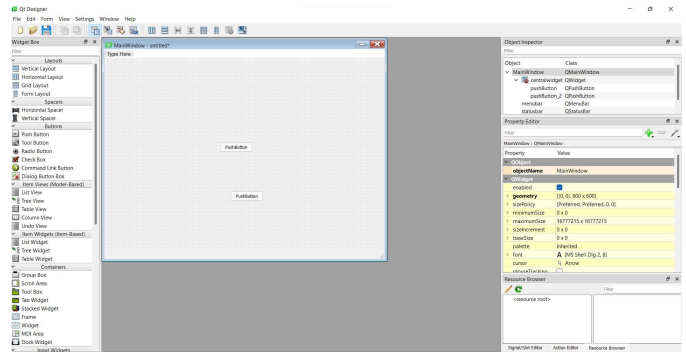 Qt Designer
File Edit Form View Settings Window Help
Widget Box
Filter
Layouts
Vertical Layout
Horizontal Layout
Grid Layout
Form Layout
Spacers
Horizontal Spacer
Vertical Spacer
Buttons
Push Button
Tool Button
Radio Button
Check Box
Command Link Button
Dialog Button Box
Item Views (Model-Based)
List View
Tree View
Table View
Column View
Undo View
Item Widgets (Item-Based)
List Widget
Tree Widget
Table Widget
Containers
Group Box
Scroll Area
Tool Box
Tab Widget
Stacked Widget
Frame
Widget
MDI Area
Dock Widget
Input Widgets
MainWindow - untitled*
Type Here
PushButton
PushButton
Object Inspector
Filter
Object Class
MainWindow QMainWindow
centralwidget QWidget
pushButton QPushButton
pushButton_2 QPushButton
menubar QMenuBar
statusbar QStatusBar
Property Editor
Filter
MainWindow : QMainWindow
Property Value
QObject
objectName MainWindow
QWidget
enabled
geometry [(0, 0), 800 x 600]
sizePolicy [Preferred, Preferred, 0, 0]
minimumSize 0 x 0
maximumSize 16777215 x 16777215
sizeIncrement 0 x 0
baseSize 0 x 0
palette Inherited
font A [MS Shell Dlg 2, 8]
cursor Arrow
mouseTracking
Resource Browser
Filter
<resource root>
Signal/Slot Editor Action Editor Resource Browser